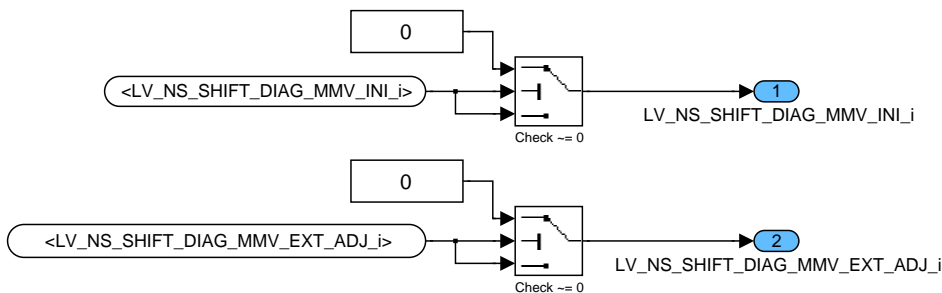 0
<LV_NS_SHIFT_DIAG_MMV_INI_i>
Check ~= 0
1
LV_NS_SHIFT_DIAG_MMV_INI_i
0
<LV_NS_SHIFT_DIAG_MMV_EXT_ADJ_i>
Check ~= 0
2
LV_NS_SHIFT_DIAG_MMV_EXT_ADJ_i